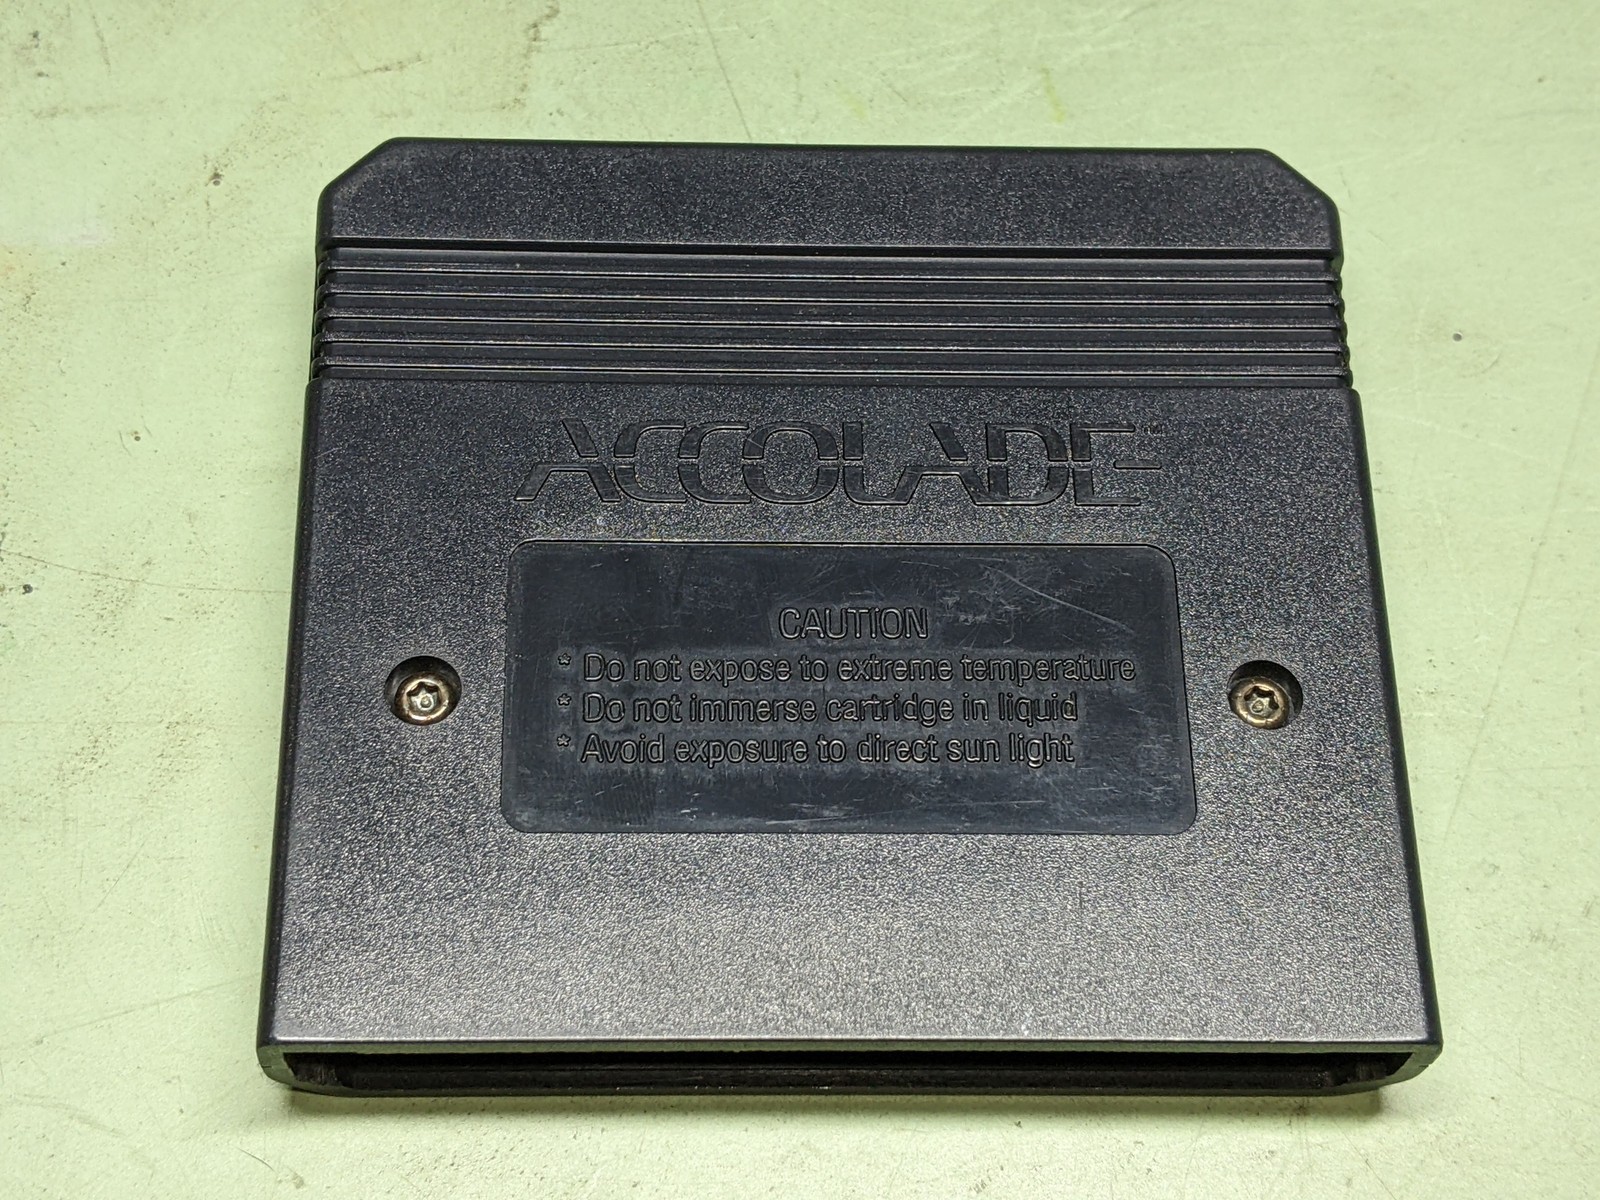 ACCOLADE™
CAUTION
* Do not expose to extreme temperature
* Do not immerse cartridge in liquid
* Avoid exposure to direct sun light